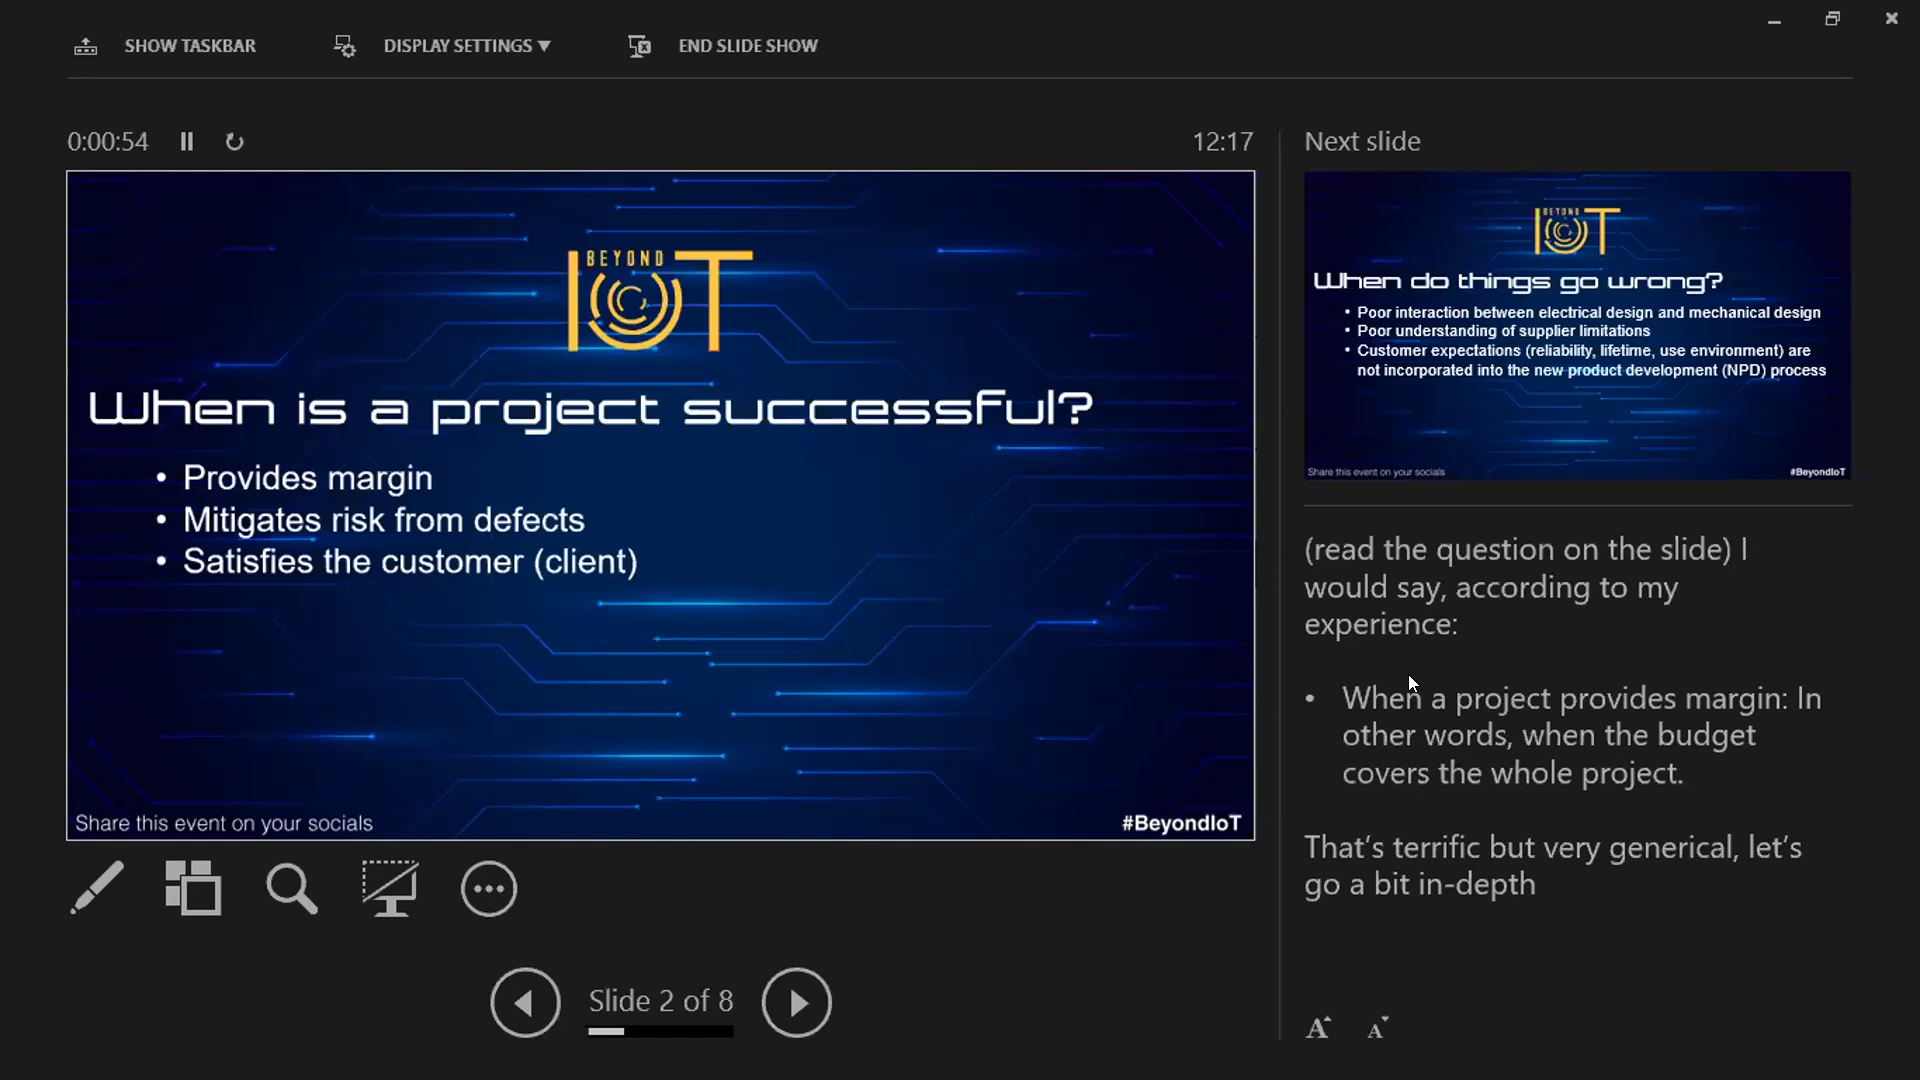 SHOW TASKBAR
DISPLAY SETTINGS ▼
END SLIDE SHOW
0:00:54
12:17
BEYOND
IOT
When is a project successful?
• Provides margin
• Mitigates risk from defects
• Satisfies the customer (client)
Share this event on your socials
#BeyondIoT
Slide 2 of 8
Next slide
BEYOND
IOT
When do things go wrong?
• Poor interaction between electrical design and mechanical design
• Poor understanding of supplier limitations
• Customer expectations (reliability, lifetime, use environment) are
not incorporated into the new product development (NPD) process
Share this event on your socials
#BeyondIoT
(read the question on the slide) I
would say, according to my
experience:
• When a project provides margin: In
other words, when the budget
covers the whole project.
That's terrific but very generical, let's
go a bit in-depth
A
A